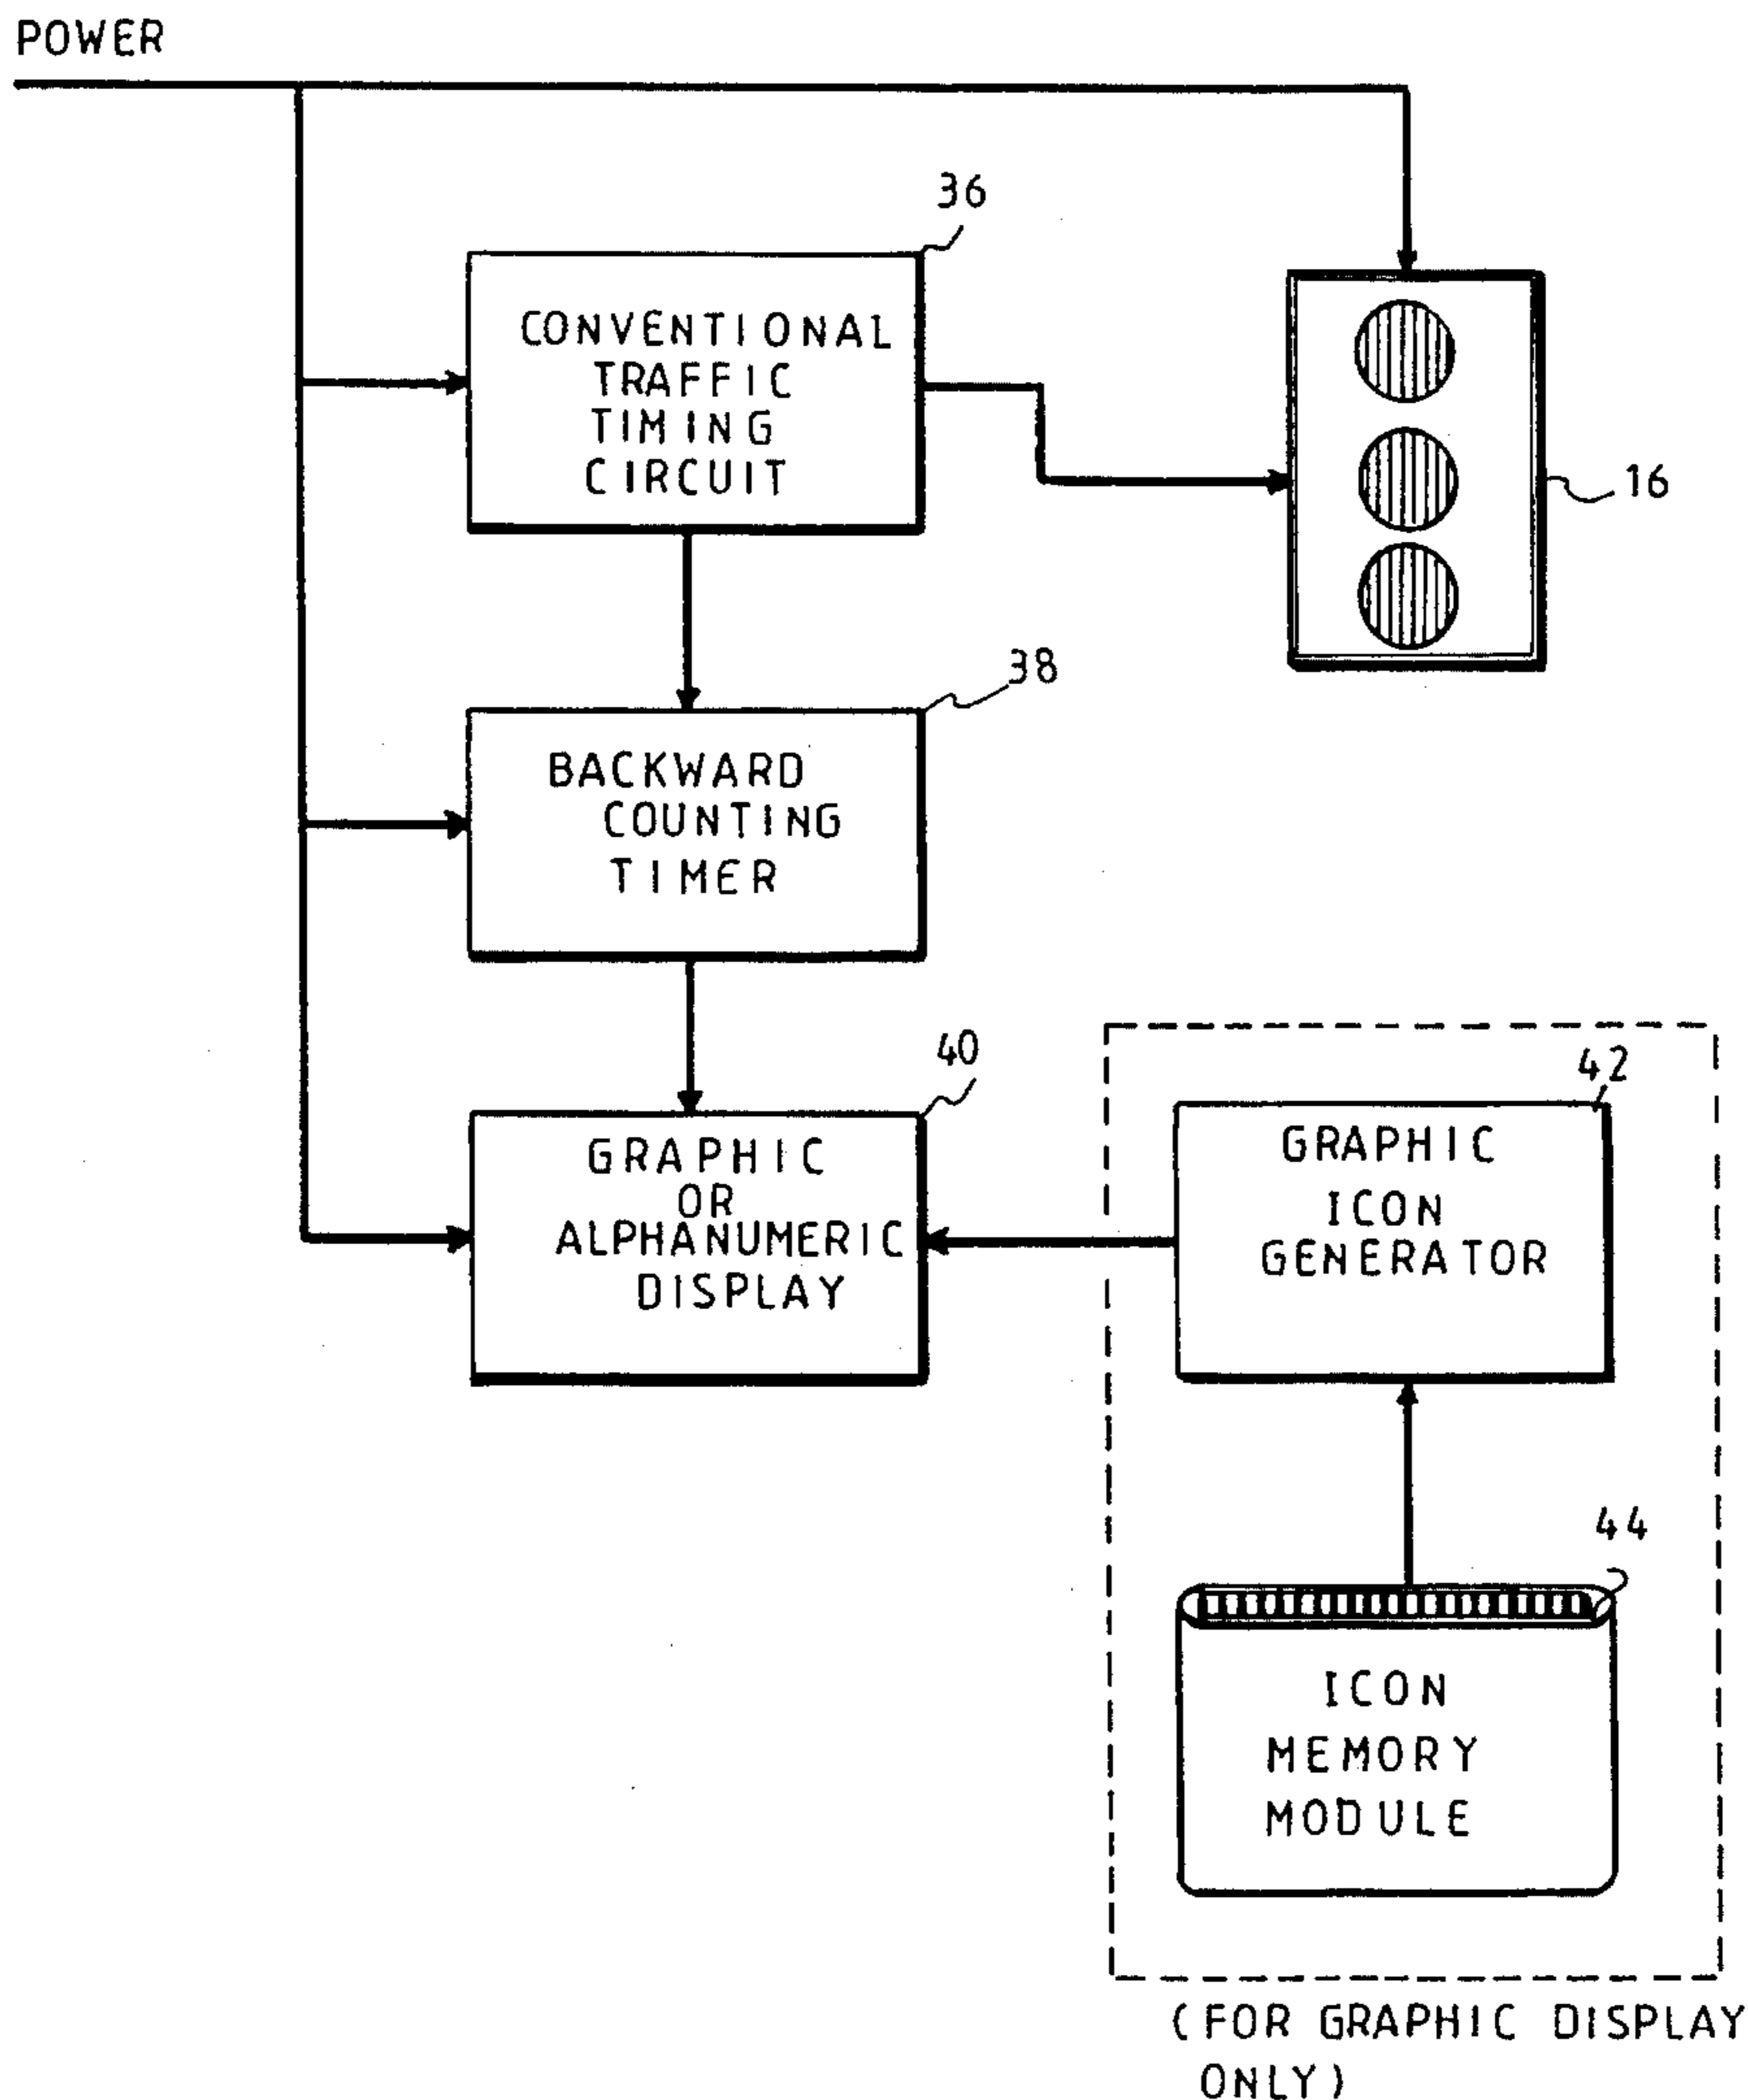 POWER
36
CONVENTIONAL
TRAFFIC
TIMING
CIRCUIT
16
38
BACKWARD
COUNTING
TIMER
40
GRAPHIC
OR
ALPHANUMERIC
DISPLAY
42
GRAPHIC
ICON
GENERATOR
44
ICON
MEMORY
MODULE
(FOR GRAPHIC DISPLAY
ONLY)